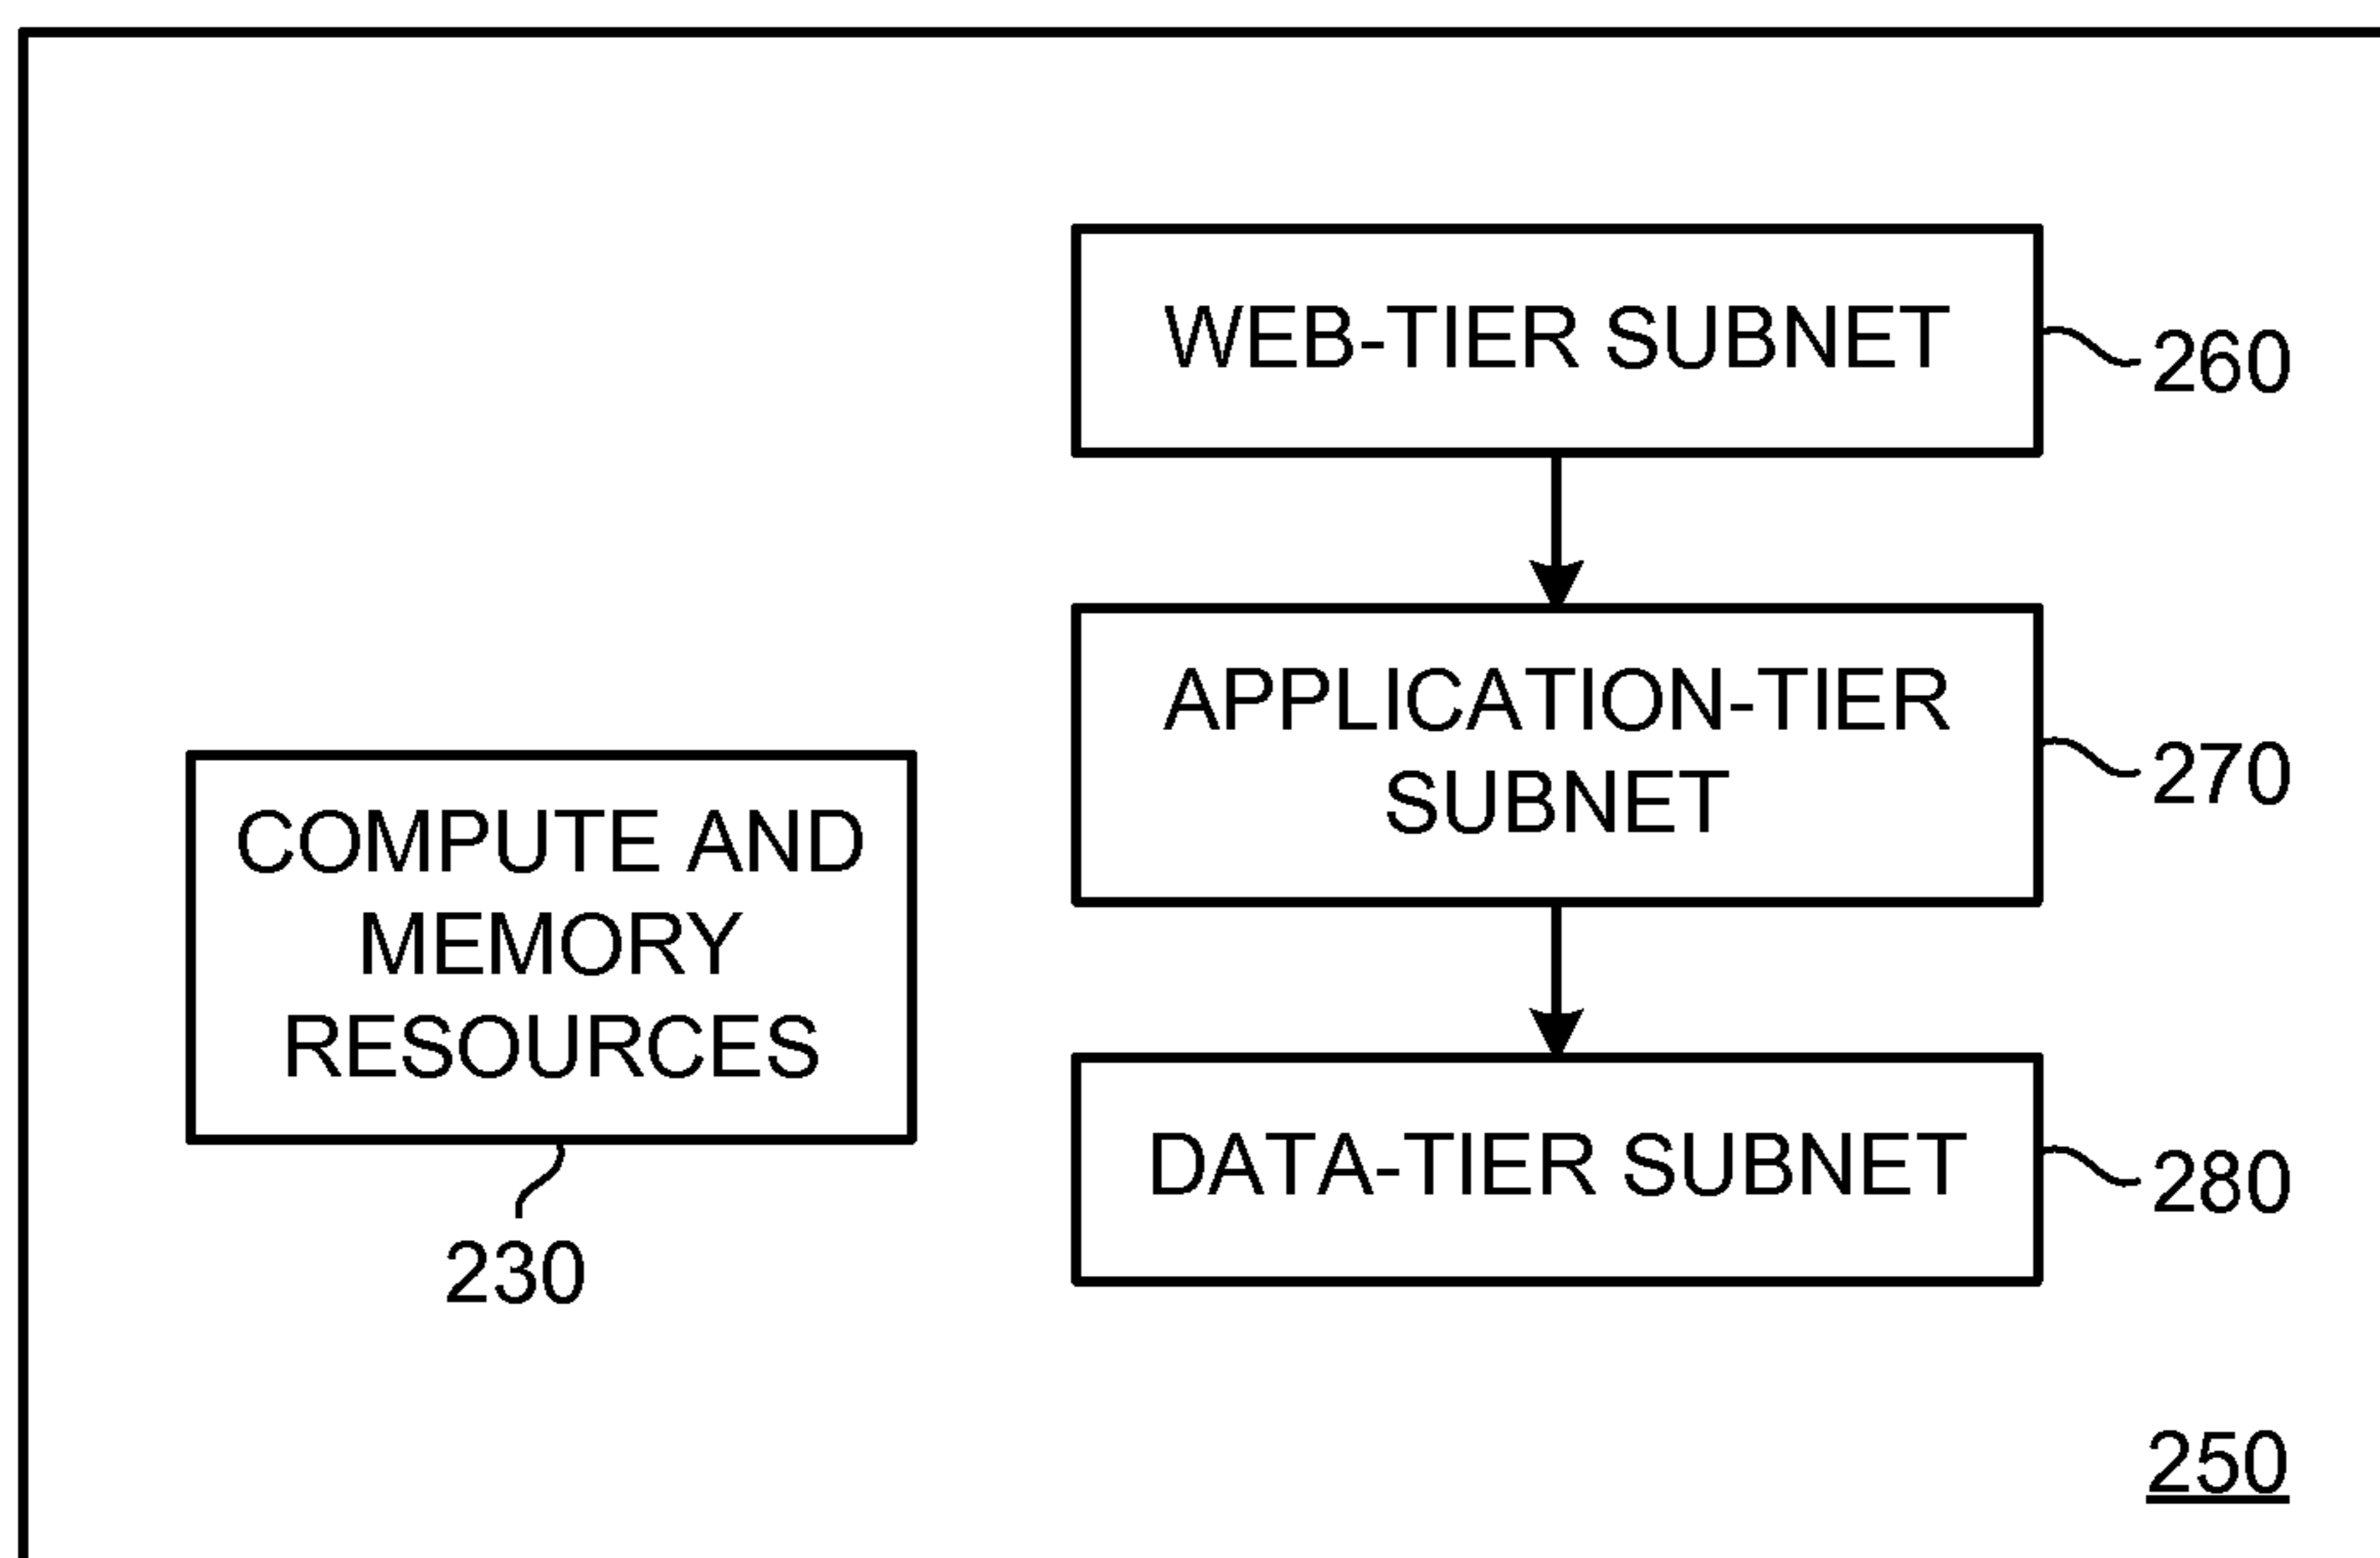 WEB-TIER SUBNET
260
APPLICATION-TIER
SUBNET
270
COMPUTE AND
MEMORY
RESOURCES
230
DATA-TIER SUBNET
280
250